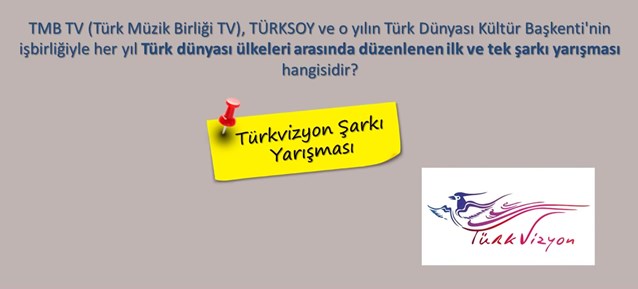 TMB TV (Türk Müzik Birliği TV), TÜRKSOY ve o yılın Türk Dünyası Kültür Başkenti'nin
işbirliğiyle her yıl Türk dünyası ülkeleri arasında düzenlenen ilk ve tek şarkı yarışması
hangisidir?
Türkvizyon Şarkı
Yarışması
TÜRKVizyon